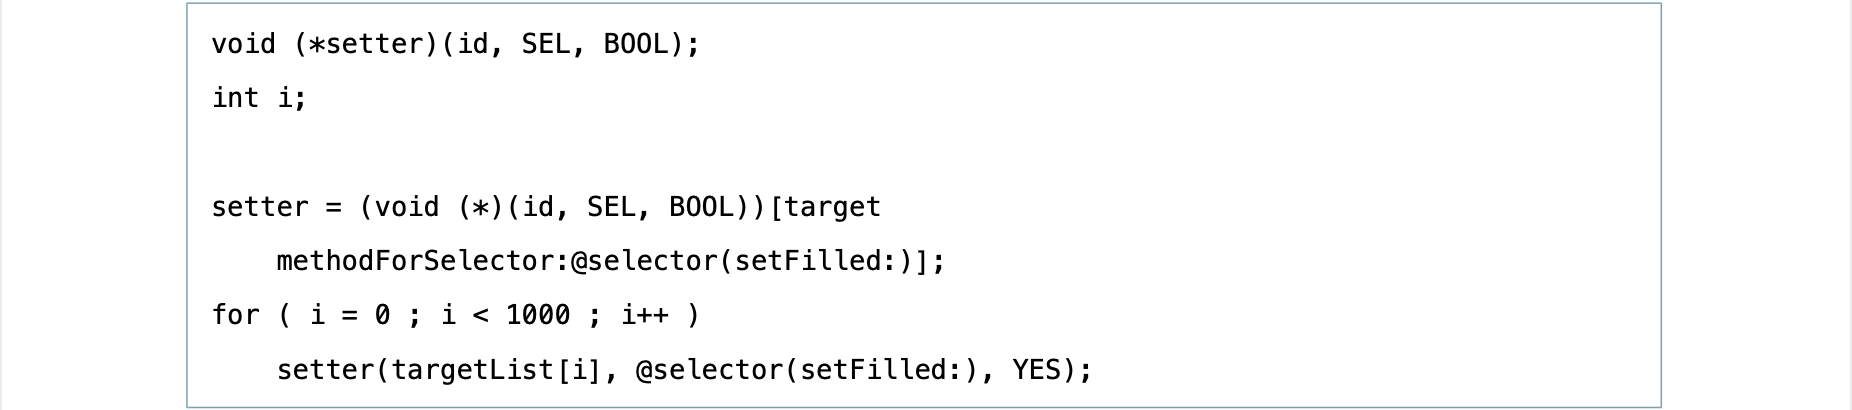 void (*setter)(id, SEL, BOOL);
int i;

setter = (void (*)(id, SEL, BOOL))[target
    methodForSelector:@selector(setFilled:)];
for ( i = 0 ; i < 1000 ; i++ )
    setter(targetList[i], @selector(setFilled:), YES);